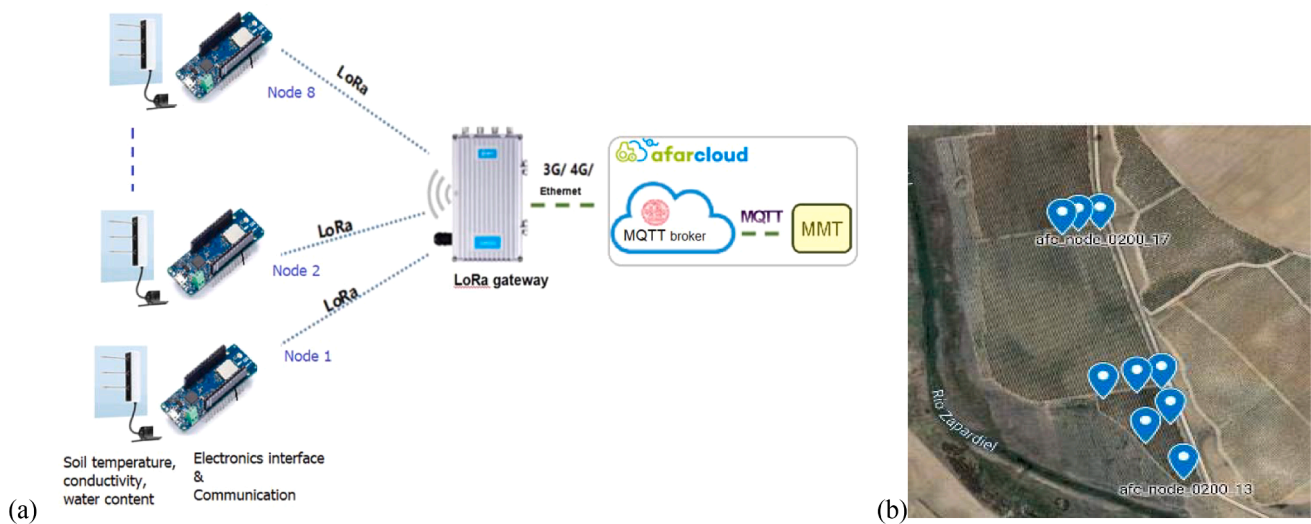 LoRa
Node 8
LoRa
Node 2
LoRa
Node 1
LoRa gateway
3G/ 4G/
Ethernet
afarcloud
MQTT broker
MQTT
MMT
Soil temperature,
conductivity,
water content
Electronics interface
&
Communication
(a)
afc_node_0200_17
Río Zapardiel
afc_node_0200_13
(b)